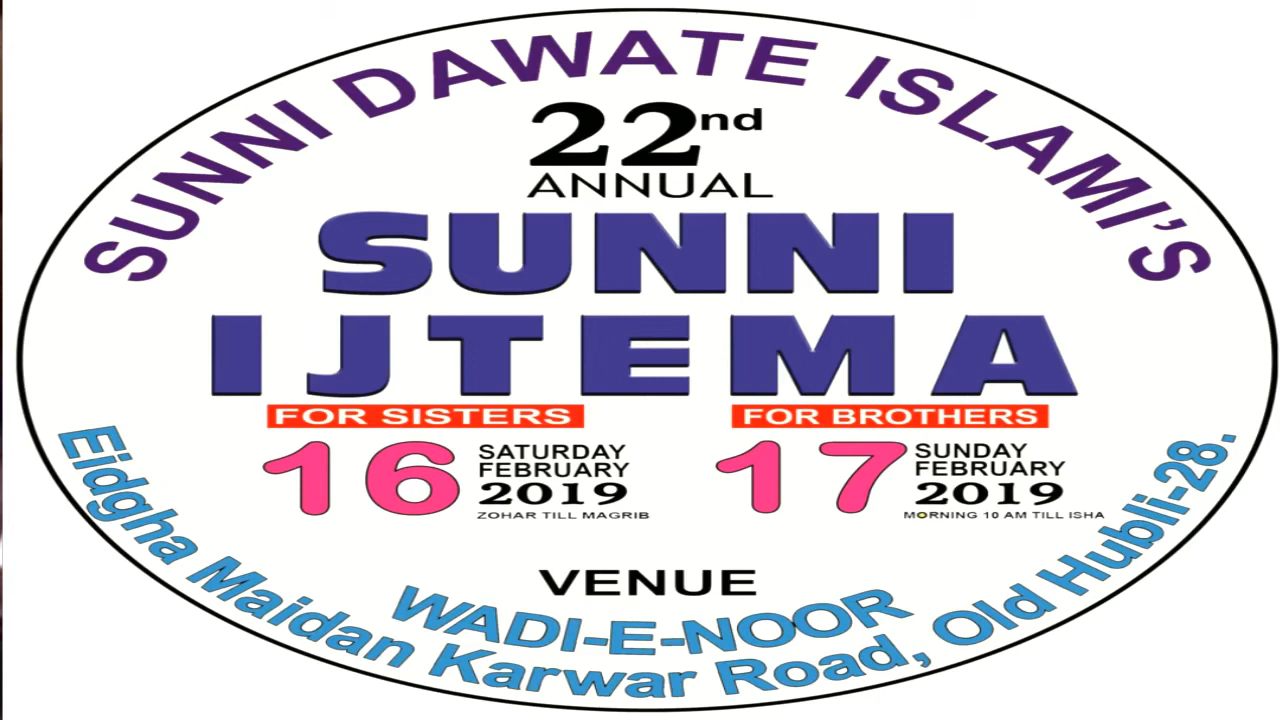 SUNNI DAWATE ISLAMI'S
22nd
ANNUAL
SUNNI
IJTEMA
FOR SISTERS
16 SATURDAY
FEBRUARY
2019
ZOHAR TILL MAGRIB
FOR BROTHERS
17 SUNDAY
FEBRUARY
2019
MORNING 10 AM TILL ISHA
VENUE
WADI-E-NOOR
Eidgha Maidan Karwar Road, Old Hubli-28.